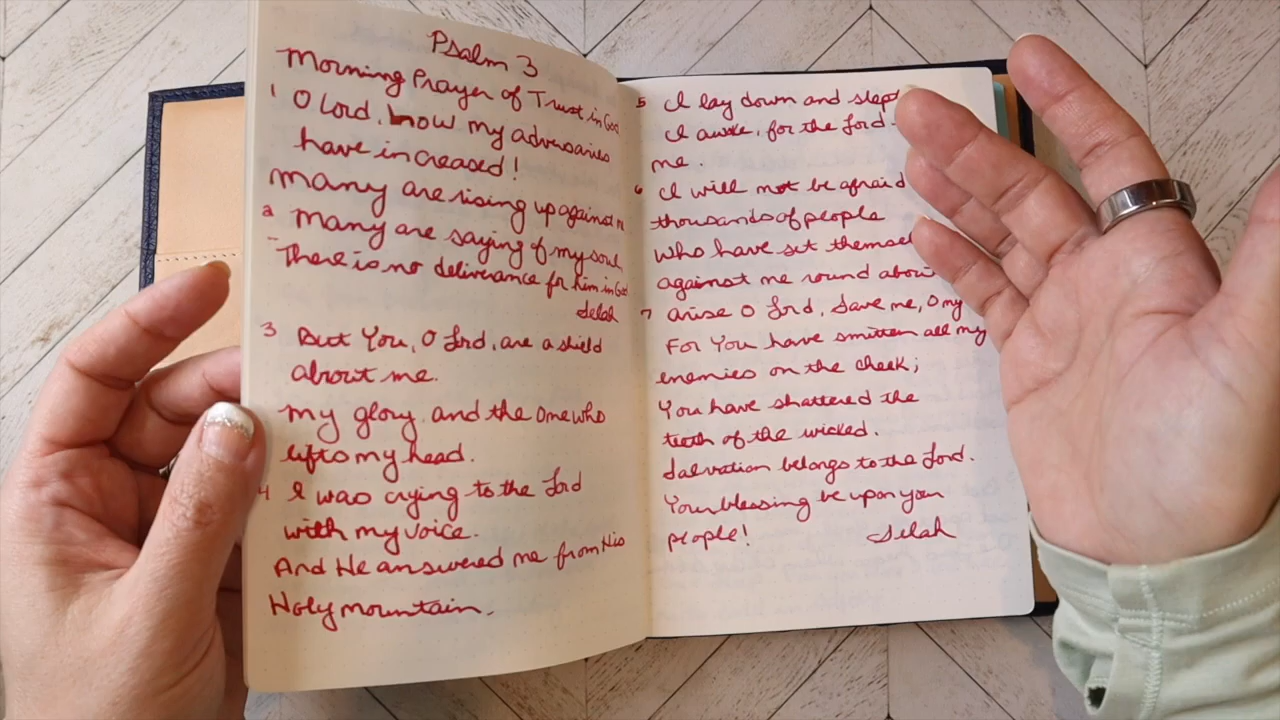 Psalm 3
Morning Prayer of Trust in God
1 O Lord, how my adversaries
have increased!
Many are rising up against me
2 Many are saying of my soul,
"There is no deliverance for him in God
Selah
3 But You, O Lord, are a shield
about me.
My glory, and the One who
lifts my head.
4 I was crying to the Lord
with my voice.
And He answered me from His
Holy mountain.
5 I lay down and slept
I awoke, for the Lord
me.
6 I will not be afraid
thousands of people
who have set
against me round about
7 Arise O Lord, Save me, O my
For You have smitten all my
enemies on the cheek;
You have shattered the
teeth of the wicked.
Salvation belongs to the Lord.
Your blessing be upon your
people!
Selah